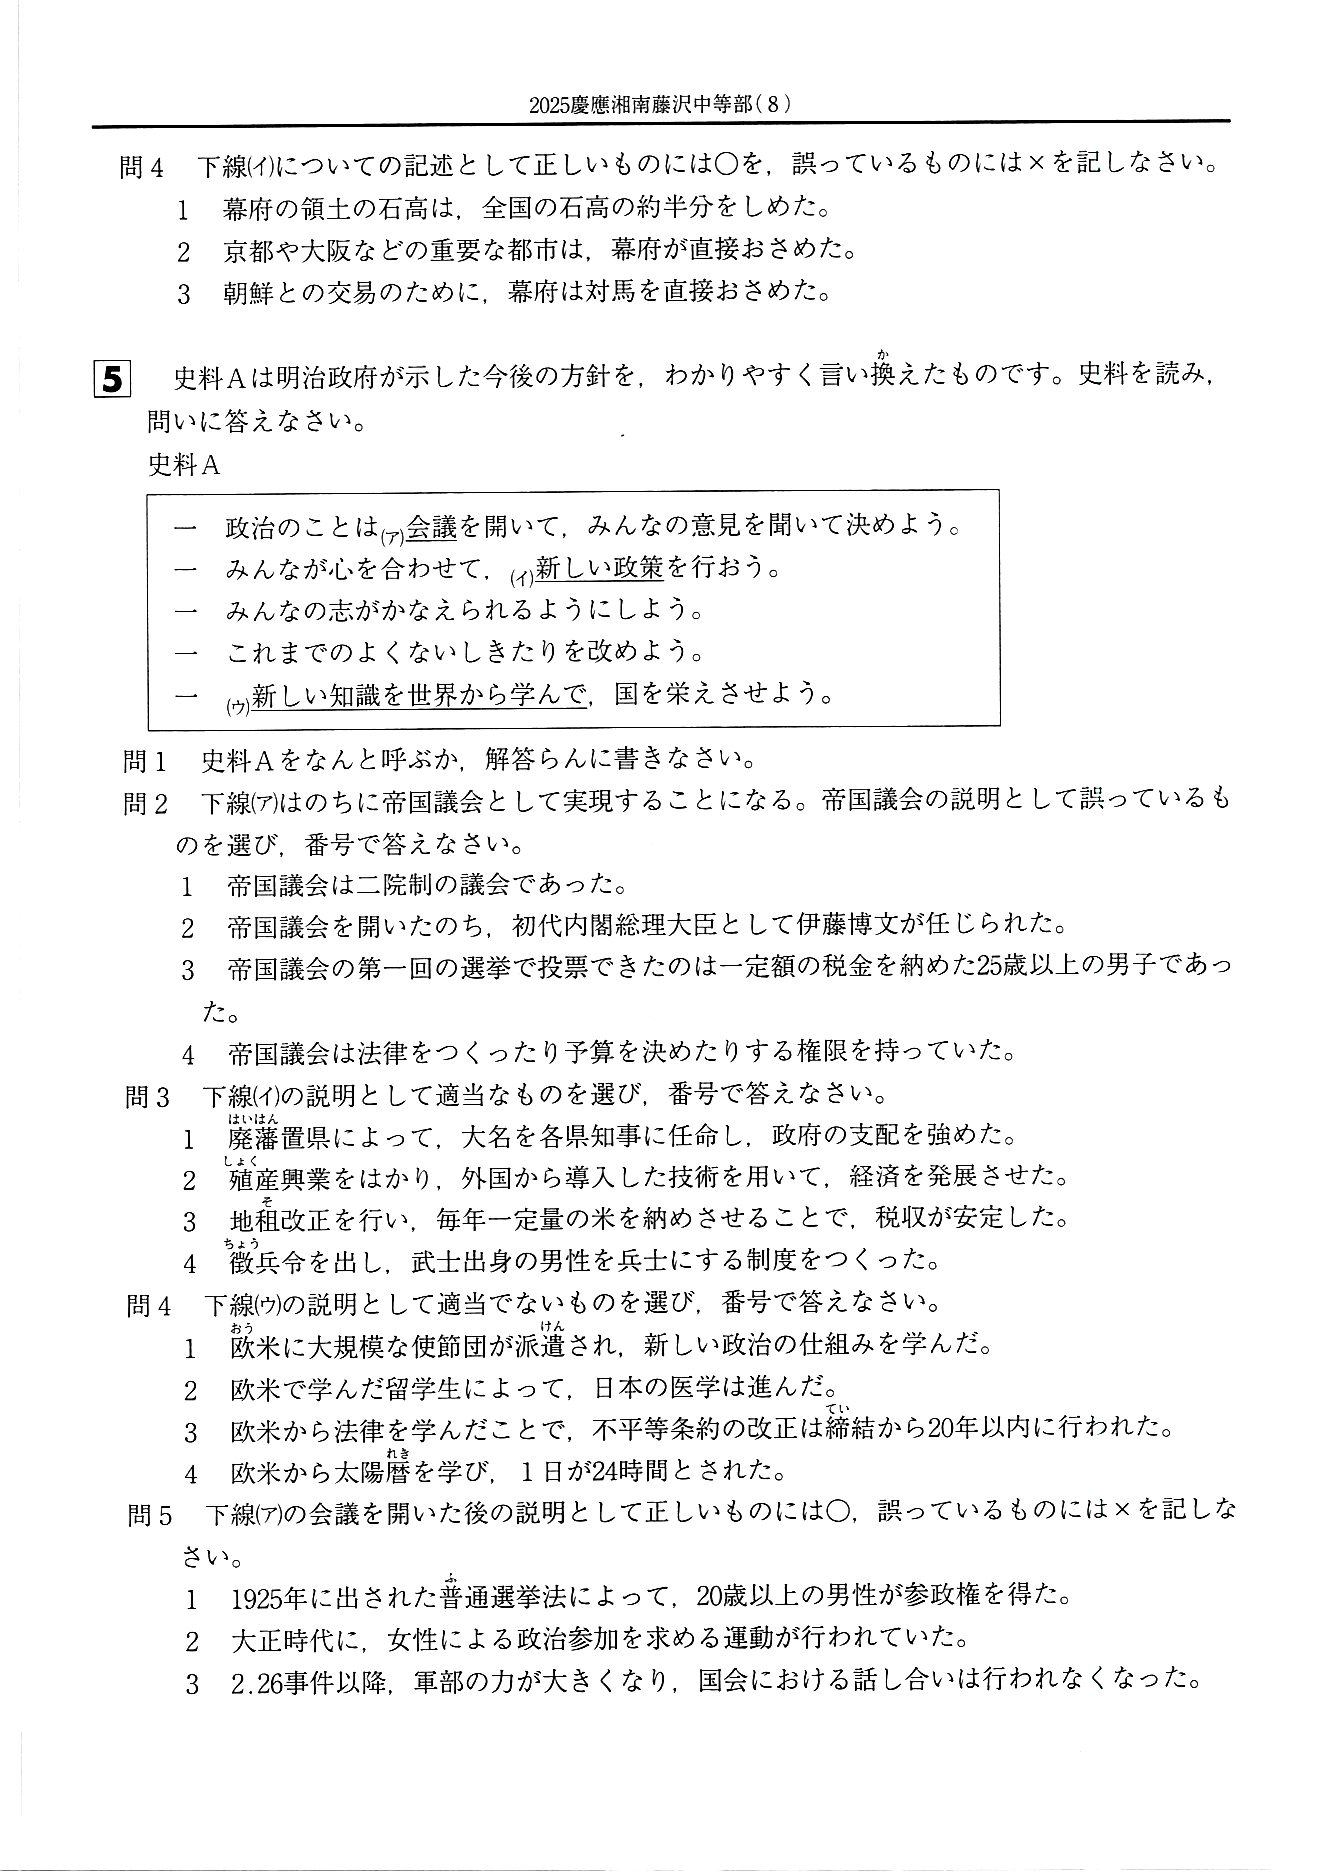 2025慶應湘南藤沢中等部(8)
問4 下線(イ)についての記述として正しいものには○を，誤っているものには×を記しなさい。
1 幕府の領土の石高は，全国の石高の約半分をしめた。
2 京都や大阪などの重要な都市は，幕府が直接おさめた。
3 朝鮮との交易のために，幕府は対馬を直接おさめた。
5 史料Aは明治政府が示した今後の方針を，わかりやすく言い換えたものです。史料を読み，
か
問いに答えなさい。
史料A
一 政治のことは(ア)会議を開いて，みんなの意見を聞いて決めよう。
一 みんなが心を合わせて，(イ)新しい政策を行おう。
一 みんなの志がかなえられるようにしよう。
一 これまでのよくないしきたりを改めよう。
一 (ウ)新しい知識を世界から学んで，国を栄えさせよう。
問1 史料Aをなんと呼ぶか，解答らんに書きなさい。
問2 下線(ア)はのちに帝国議会として実現することになる。帝国議会の説明として誤っているも
のを選び，番号で答えなさい。
1 帝国議会は二院制の議会であった。
2 帝国議会を開いたのち，初代内閣総理大臣として伊藤博文が任じられた。
3 帝国議会の第一回の選挙で投票できたのは一定額の税金を納めた25歳以上の男子であっ
た。
4 帝国議会は法律をつくったり予算を決めたりする権限を持っていた。
問3 下線(イ)の説明として適当なものを選び，番号で答えなさい。
はいはん
1 廃藩置県によって，大名を各県知事に任命し，政府の支配を強めた。
しょく
2 殖産興業をはかり，外国から導入した技術を用いて，経済を発展させた。
そ
3 地租改正を行い，毎年一定量の米を納めさせることで，税収が安定した。
ちょう
4 徴兵令を出し，武士出身の男性を兵士にする制度をつくった。
問4 下線(ウ)の説明として適当でないものを選び，番号で答えなさい。
おう けん
1 欧米に大規模な使節団が派遣され，新しい政治の仕組みを学んだ。
2 欧米で学んだ留学生によって，日本の医学は進んだ。
てい
3 欧米から法律を学んだことで，不平等条約の改正は締結から20年以内に行われた。
れき
4 欧米から太陽暦を学び，1日が24時間とされた。
問5 下線(ア)の会議を開いた後の説明として正しいものには○，誤っているものには×を記しな
さい。
ふ
1 1925年に出された普通選挙法によって，20歳以上の男性が参政権を得た。
2 大正時代に，女性による政治参加を求める運動が行われていた。
3 2.26事件以降，軍部の力が大きくなり，国会における話し合いは行われなくなった。